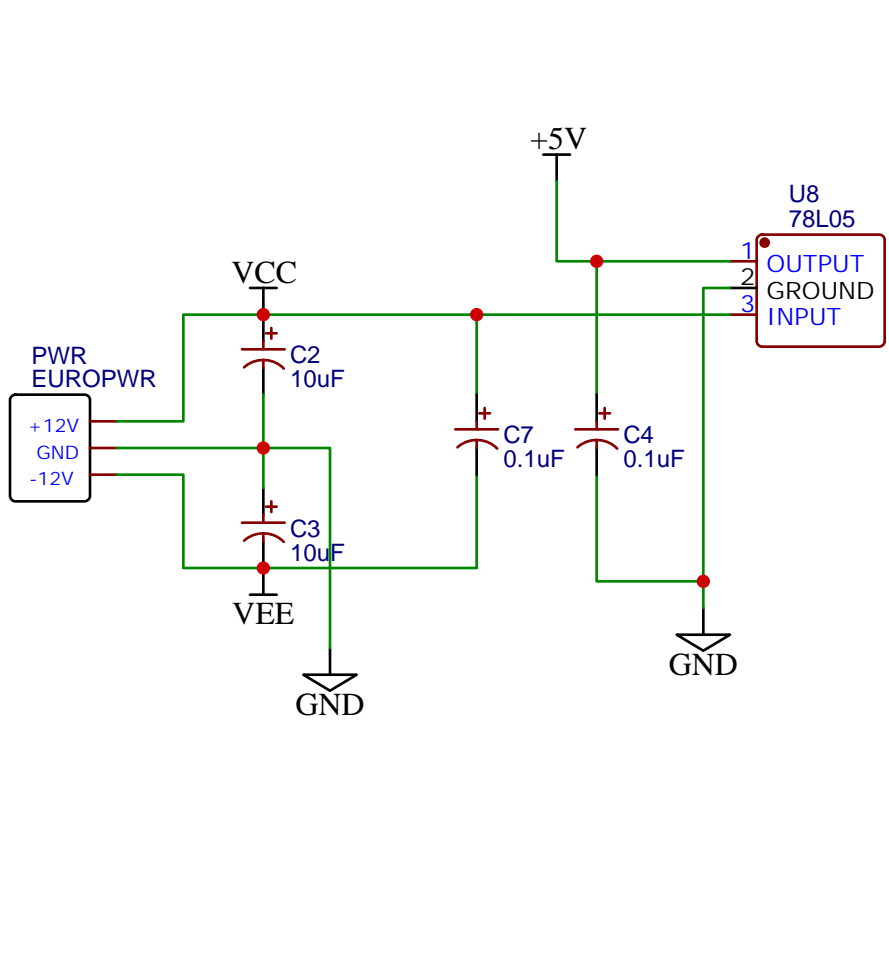 +5V
U8
78L05
1
OUTPUT
2
GROUND
3
INPUT
VCC
+
C2
10uF
PWR
EUROPWR
+12V
GND
-12V
+
C7
0.1uF
+
C4
0.1uF
+
C3
10uF
VEE
GND
GND